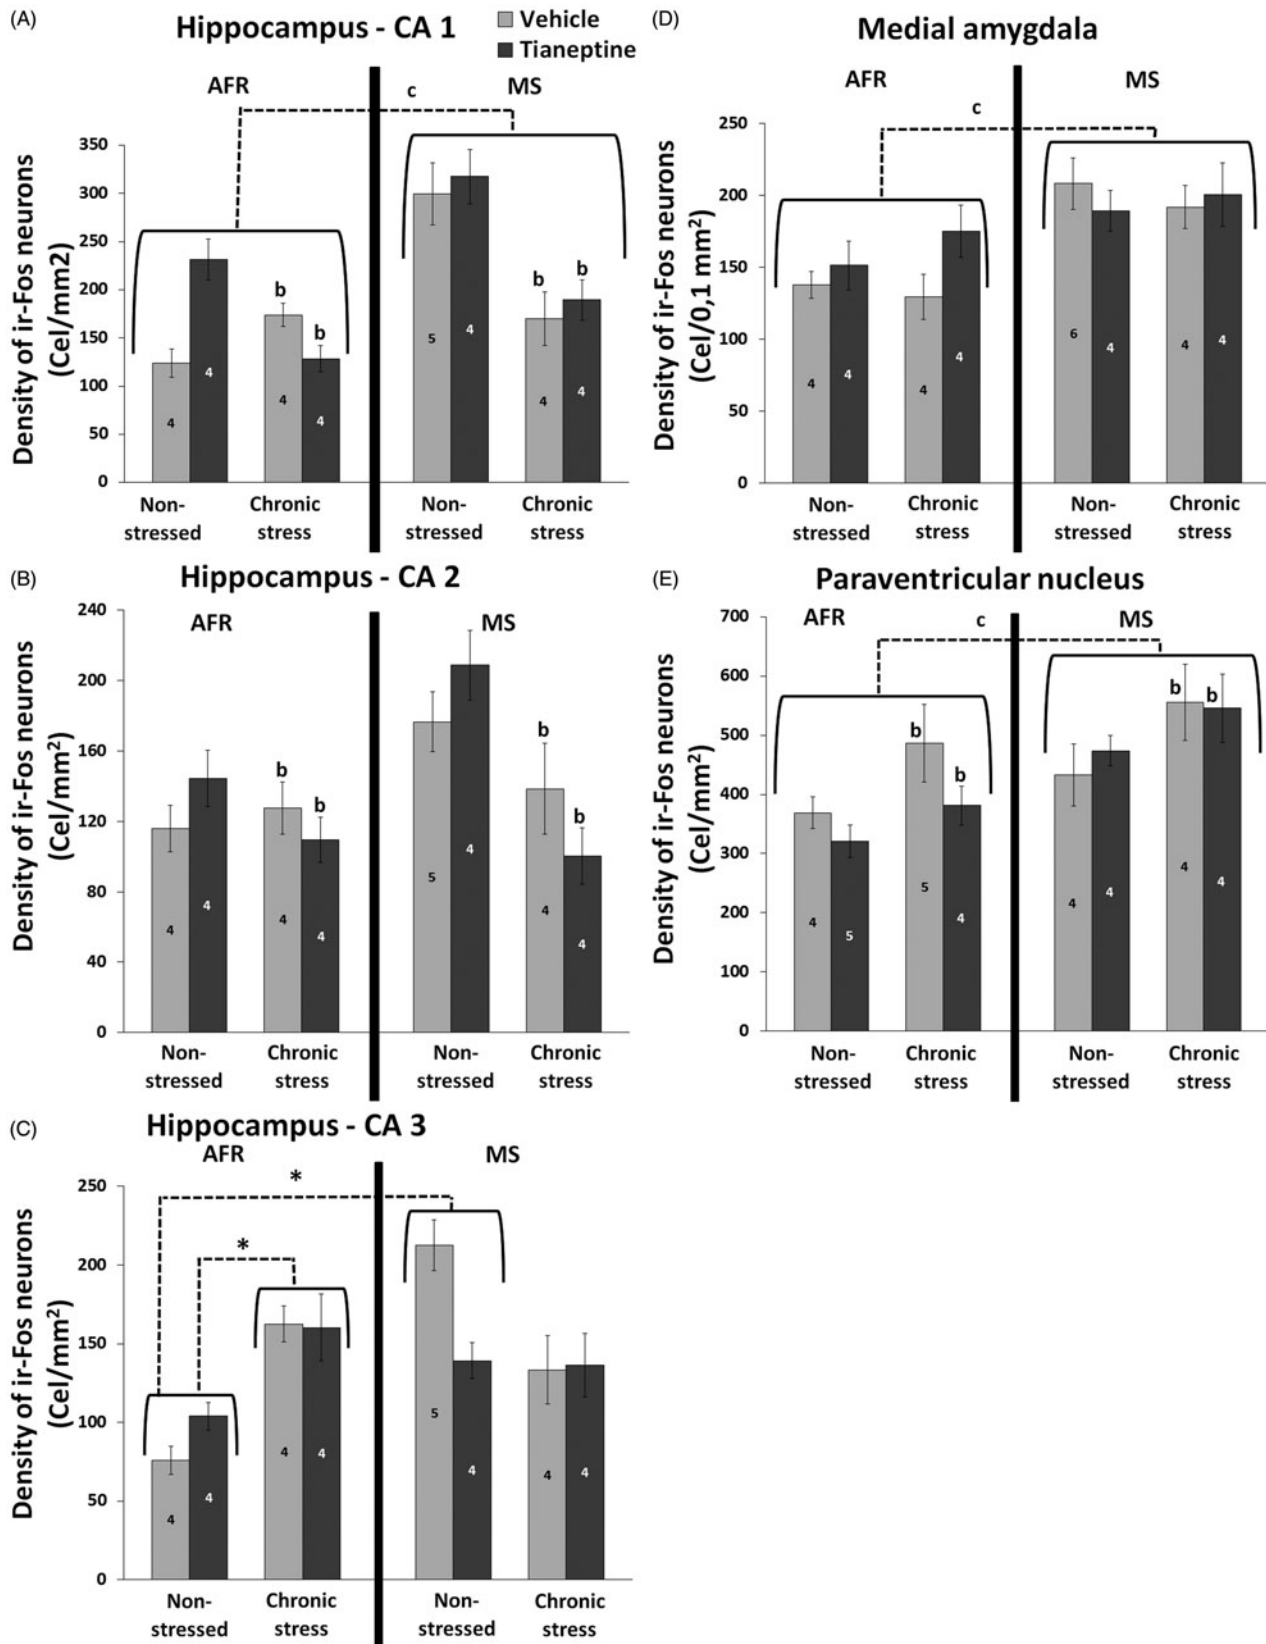 (A)
Hippocampus - CA 1
Vehicle
Tianeptine
AFR
MS
c
Density of ir-Fos neurons
(Cel/mm2)
350
300
250
200
150
100
50
0
b
b
b
b
4
4
4
4
5
4
4
4
Non-
stressed
Chronic
stress
Non-
stressed
Chronic
stress
(B)
Hippocampus - CA 2
AFR
MS
Density of ir-Fos neurons
(Cel/mm²)
240
200
160
120
80
40
0
b
b
b
b
4
4
4
4
5
4
4
4
Non-
stressed
Chronic
stress
Non-
stressed
Chronic
stress
(C)
Hippocampus - CA 3
AFR
MS
*
*
Density of ir-Fos neurons
(Cel/mm²)
250
200
150
100
50
0
4
4
4
4
5
4
4
4
Non-
stressed
Chronic
stress
Non-
stressed
Chronic
stress
(D)
Medial amygdala
AFR
MS
c
Density of ir-Fos neurons
(Cel/0,1 mm²)
250
200
150
100
50
0
4
4
4
4
6
4
4
4
Non-
stressed
Chronic
stress
Non-
stressed
Chronic
stress
(E)
Paraventricular nucleus
AFR
MS
c
Density of ir-Fos neurons
(Cel/mm²)
700
600
500
400
300
200
100
0
b
b
b
b
4
5
5
4
4
4
4
4
Non-
stressed
Chronic
stress
Non-
stressed
Chronic
stress